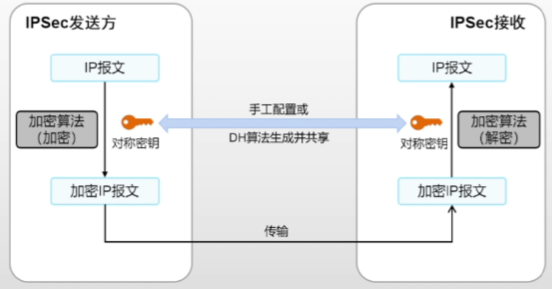 IPSec发送方
IPSec接收
IP报文
IP报文
加密算法
(加密)
对称密钥
手工配置或
DH算法生成并共享
对称密钥
加密算法
(解密)
加密IP报文
加密IP报文
传输